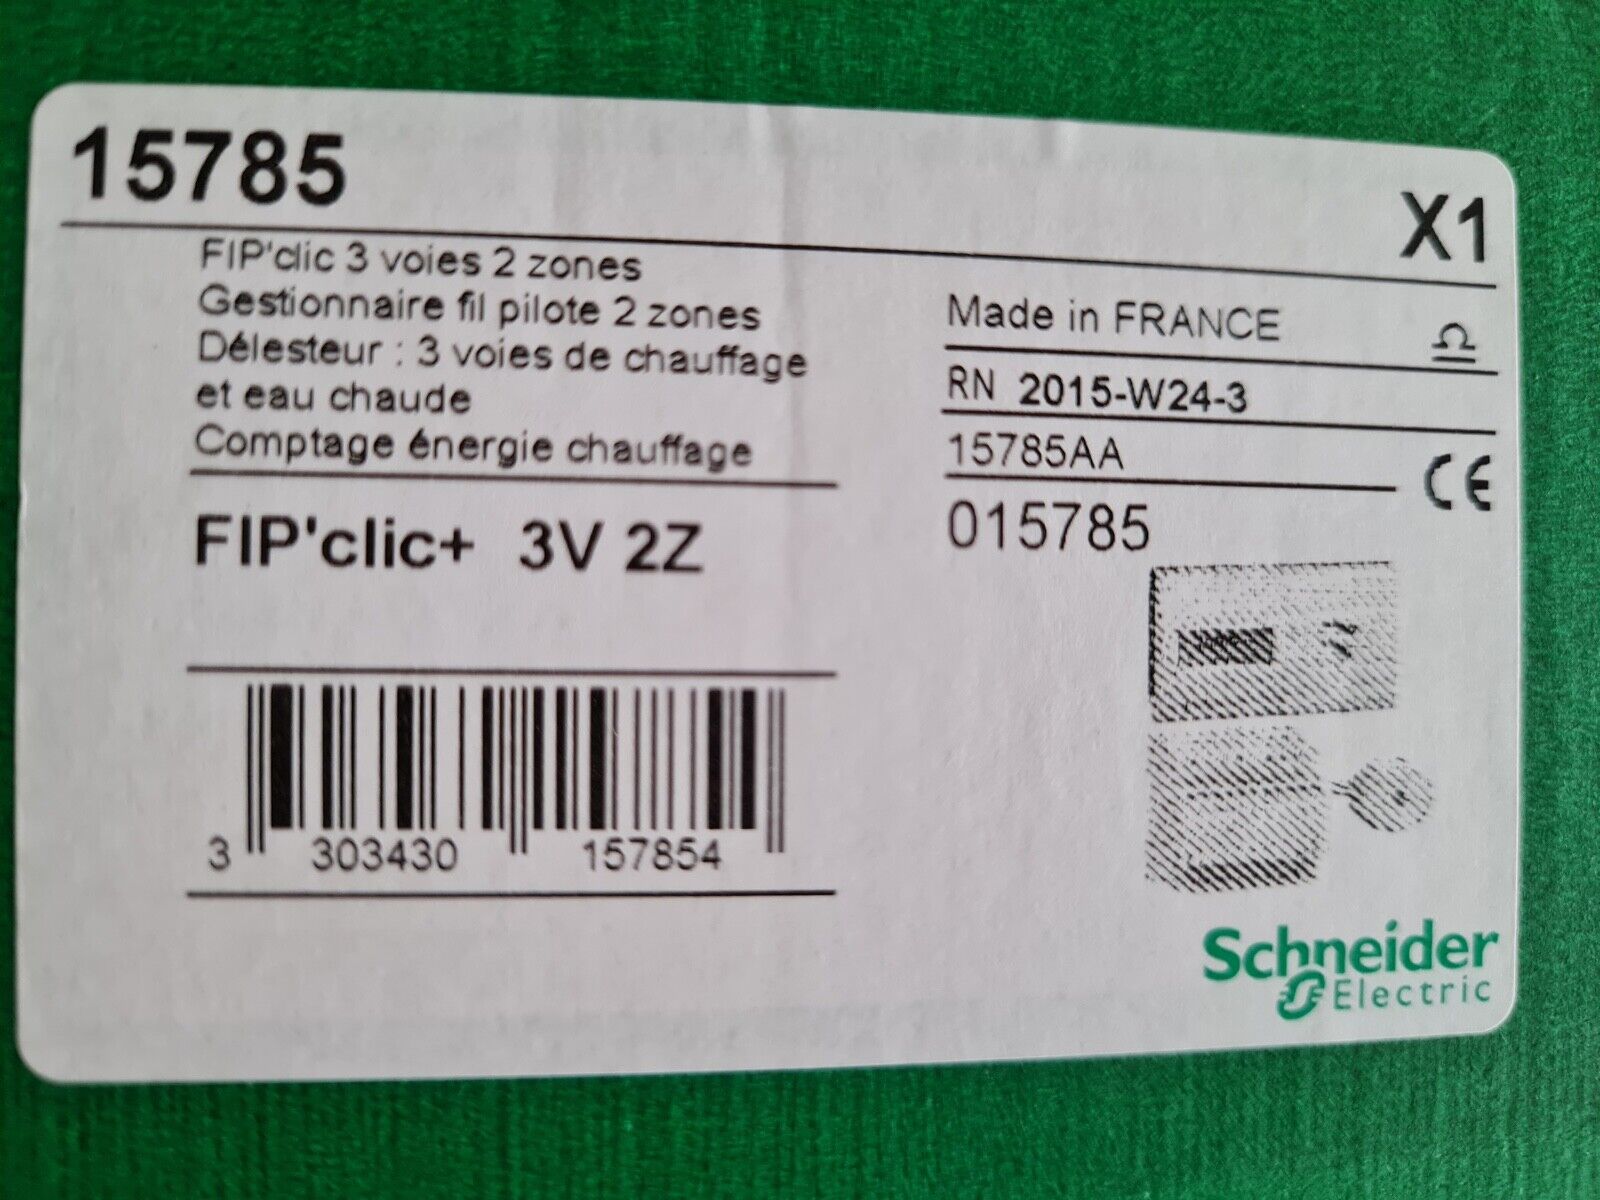 15785
X1
FIP'clic 3 voies 2 zones
Gestionnaire fil pilote 2 zones
Délesteur : 3 voies de chauffage
et eau chaude
Comptage énergie chauffage
FIP'clic+ 3V 2Z
3 303430 157854
Made in FRANCE
RN 2015-W24-3
15785AA
CE
015785
Schneider
Electric